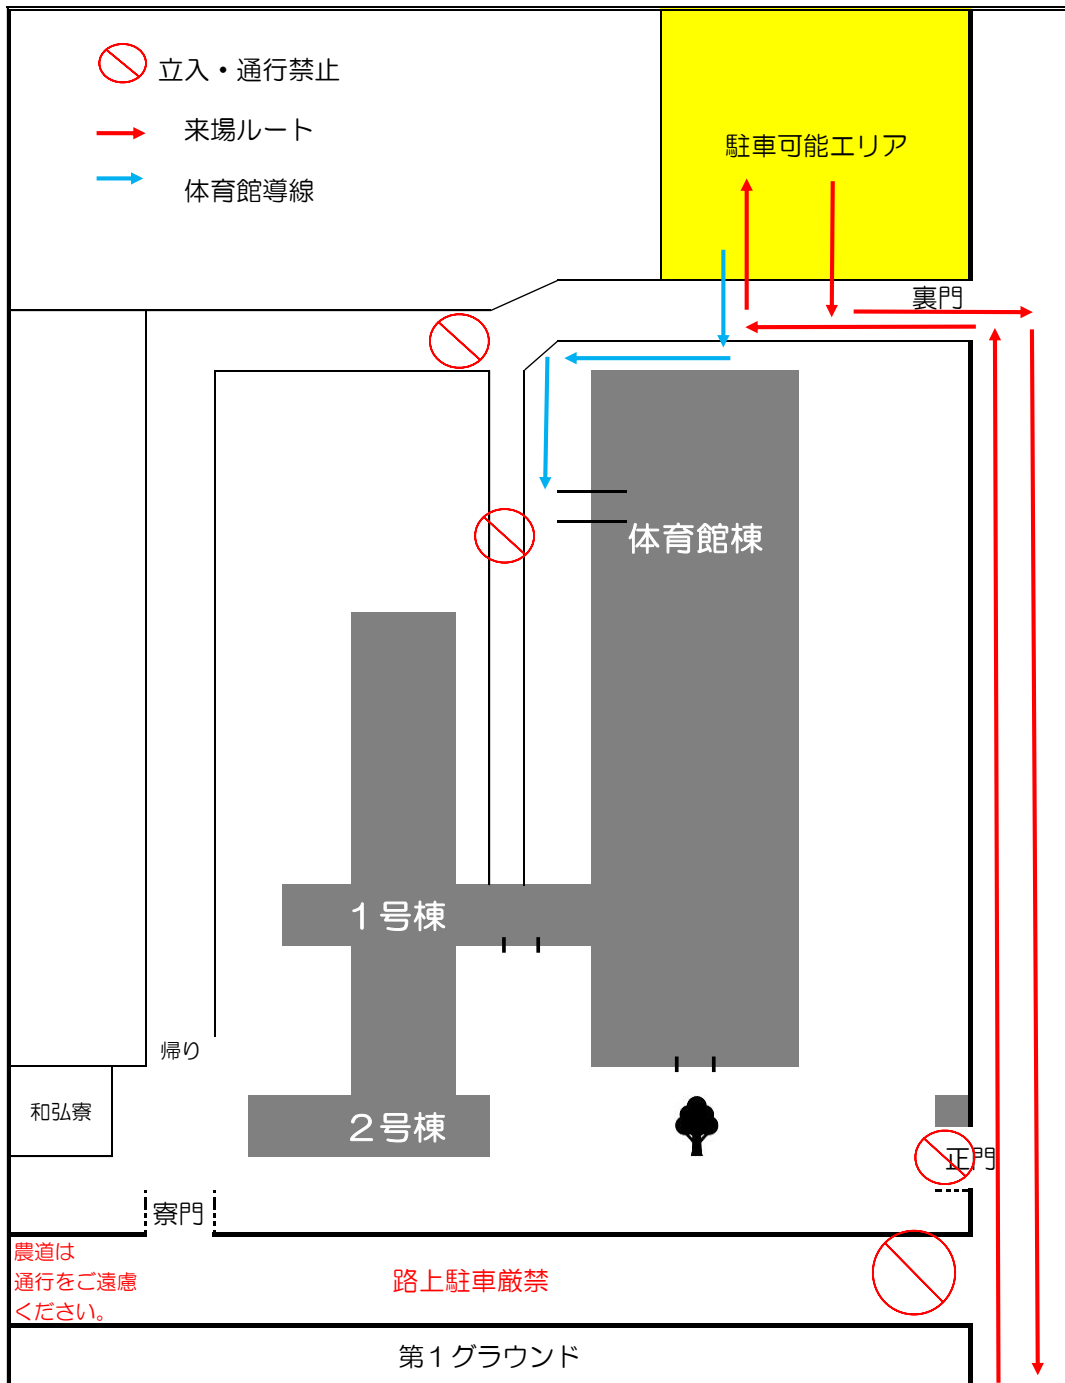 立入・通行禁止
来場ルート
体育館導線
駐車可能エリア
裏門
体育館棟
１号棟
帰り
和弘寮
２号棟
正門
寮門
農道は
通行をご遠慮
ください。
路上駐車厳禁
第１グラウンド